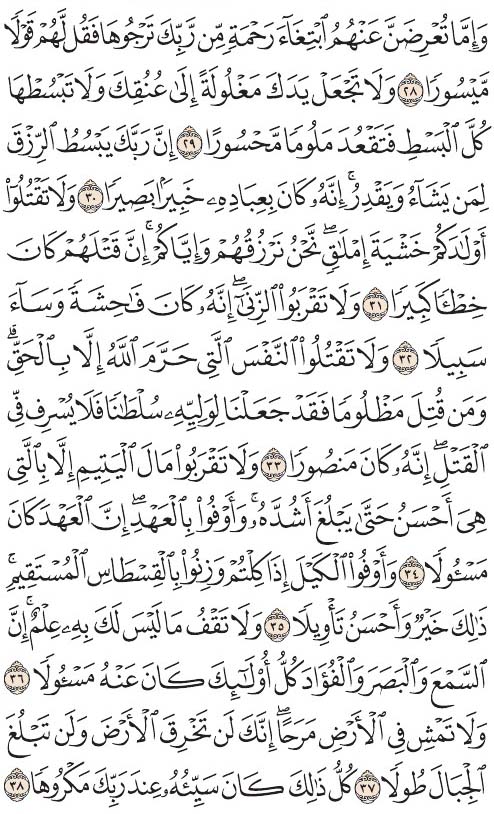 وَإِمَّا تُعْرِضَنَّ عَنْهُمُ ٱبْتِغَآءَ رَحْمَةٍ مِّن رَّبِّكَ تَرْجُوهَا فَقُل لَّهُمْ قَوْلًا
مَّيْسُورًا ٢٨ وَلَا تَجْعَلْ يَدَكَ مَغْلُولَةً إِلَىٰ عُنُقِكَ وَلَا تَبْسُطْهَا
كُلَّ ٱلْبَسْطِ فَتَقْعُدَ مَلُومًا مَّحْسُورًا ٢٩ إِنَّ رَبَّكَ يَبْسُطُ ٱلرِّزْقَ
لِمَن يَشَآءُ وَيَقْدِرُ ۚ إِنَّهُۥ كَانَ بِعِبَادِهِۦ خَبِيرًۢا بَصِيرًا ٣٠ وَلَا تَقْتُلُوٓا۟
أَوْلَٰدَكُمْ خَشْيَةَ إِمْلَٰقٍ ۖ نَّحْنُ نَرْزُقُهُمْ وَإِيَّاكُمْ ۚ إِنَّ قَتْلَهُمْ كَانَ
خِطْـًٔا كَبِيرًا ٣١ وَلَا تَقْرَبُوا۟ ٱلزِّنَىٰٓ ۖ إِنَّهُۥ كَانَ فَٰحِشَةً وَسَآءَ
سَبِيلًا ٣٢ وَلَا تَقْتُلُوا۟ ٱلنَّفْسَ ٱلَّتِى حَرَّمَ ٱللَّهُ إِلَّا بِٱلْحَقِّ ۗ
وَمَن قُتِلَ مَظْلُومًا فَقَدْ جَعَلْنَا لِوَلِيِّهِۦ سُلْطَٰنًا فَلَا يُسْرِف فِّى
ٱلْقَتْلِ ۖ إِنَّهُۥ كَانَ مَنصُورًا ٣٣ وَلَا تَقْرَبُوا۟ مَالَ ٱلْيَتِيمِ إِلَّا بِٱلَّتِى
هِىَ أَحْسَنُ حَتَّىٰ يَبْلُغَ أَشُدَّهُۥ ۚ وَأَوْفُوا۟ بِٱلْعَهْدِ ۖ إِنَّ ٱلْعَهْدَ كَانَ
مَسْـُٔولًا ٣٤ وَأَوْفُوا۟ ٱلْكَيْلَ إِذَا كِلْتُمْ وَزِنُوا۟ بِٱلْقِسْطَاسِ ٱلْمُسْتَقِيمِ ۚ
ذَٰلِكَ خَيْرٌ وَأَحْسَنُ تَأْوِيلًا ٣٥ وَلَا تَقْفُ مَا لَيْسَ لَكَ بِهِۦ عِلْمٌ ۚ إِنَّ
ٱلسَّمْعَ وَٱلْبَصَرَ وَٱلْفُؤَادَ كُلُّ أُو۟لَٰٓئِكَ كَانَ عَنْهُ مَسْـُٔولًا ٣٦
وَلَا تَمْشِ فِى ٱلْأَرْضِ مَرَحًا ۖ إِنَّكَ لَن تَخْرِقَ ٱلْأَرْضَ وَلَن تَبْلُغَ
ٱلْجِبَالَ طُولًا ٣٧ كُلُّ ذَٰلِكَ كَانَ سَيِّئُهُۥ عِندَ رَبِّكَ مَكْرُوهًا ٣٨